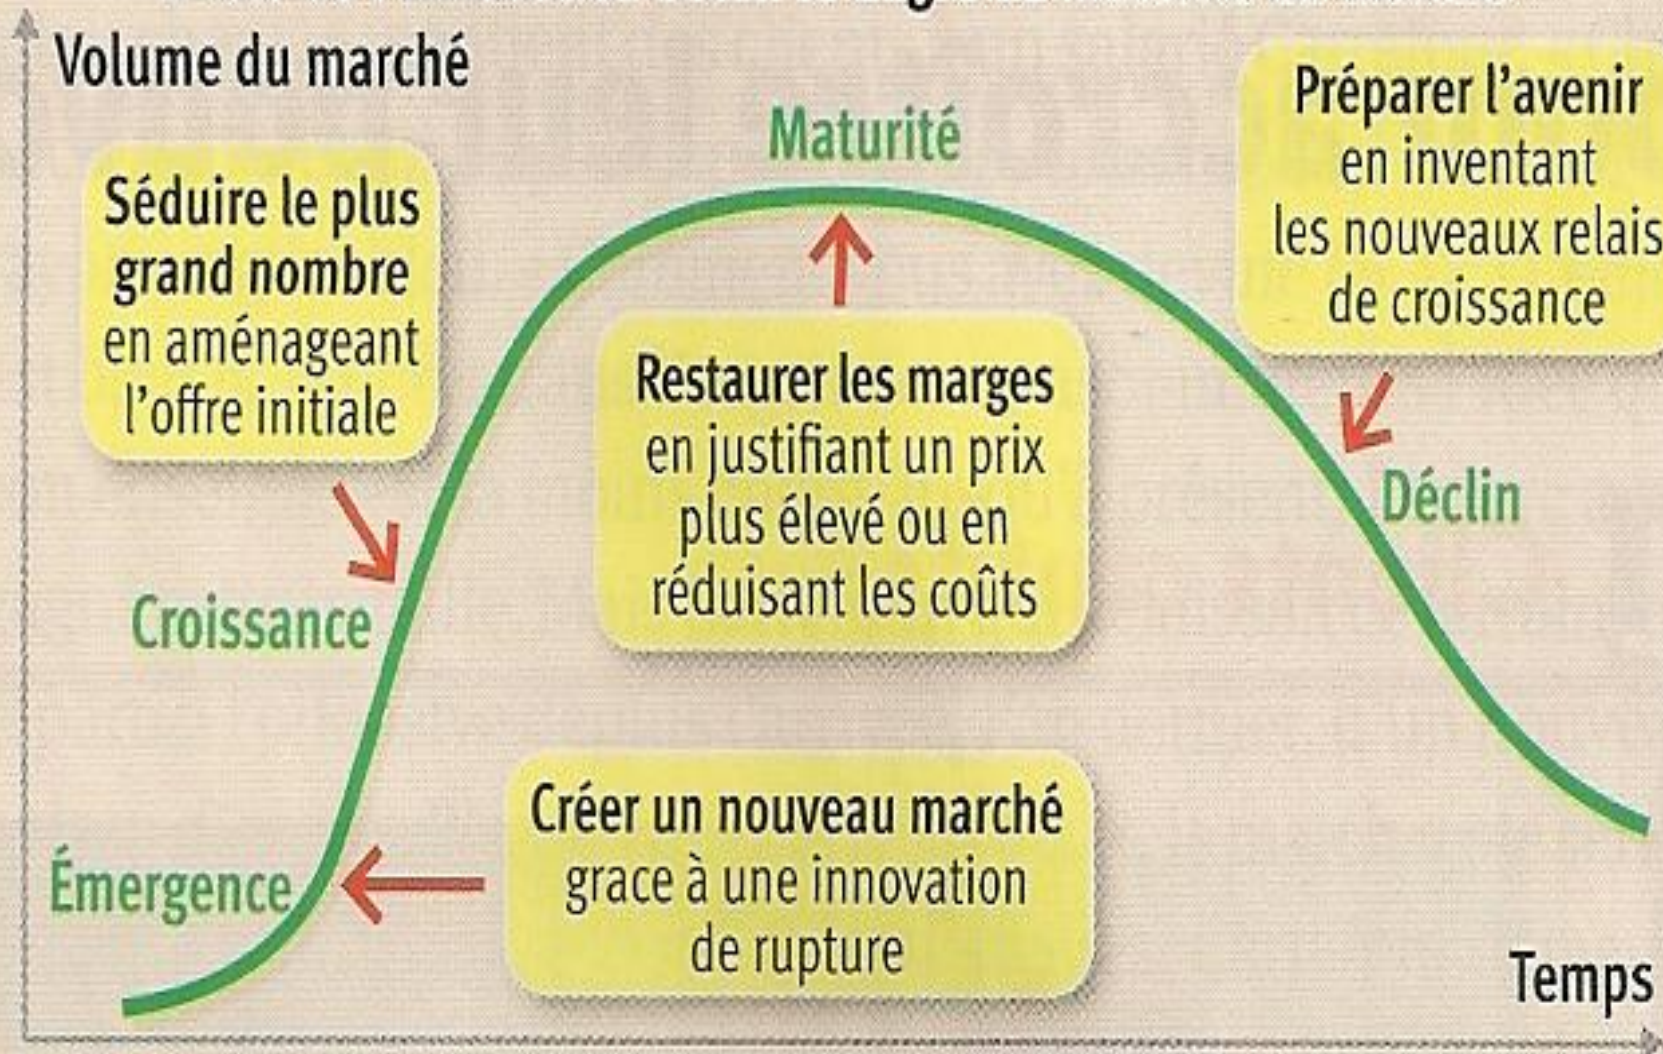 Volume du marché
Séduire le plus
grand nombre
en aménageant
l'offre initiale
Croissance
Émergence
Maturité
Restaurer les marges
en justifiant un prix
plus élevé ou en
réduisant les coûts
Créer un nouveau marché
grace à une innovation
de rupture
Préparer l'avenir
en inventant
les nouveaux relais
de croissance
Déclin
Temps